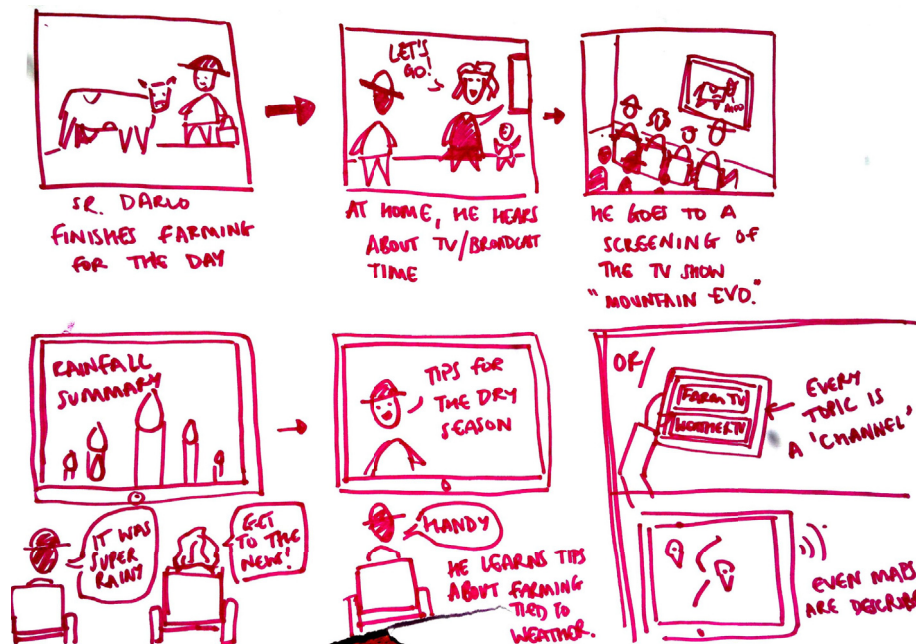 SR. DARIO
FINISHES FARMING
FOR THE DAY
LET'S
GO!
AT HOME, HE HEARS
ABOUT TV/BROADCAST
TIME
INFO
HE GOES TO A
SCREENING OF
THE TV SHOW
"MOUNTAIN EVO."
RAINFALL
SUMMARY
IT WAS
SUPER
RAINY
GET
TO THE
NEWS!
TIPS FOR
THE DRY
SEASON
HANDY
HE LEARNS TIPS
ABOUT FARMING
TIED TO
WEATHER.
OR/
FARM TV
WEATHER TV
EVERY
TOPIC IS
A 'CHANNEL'
EVEN MAPS
ARE DESCRIBE